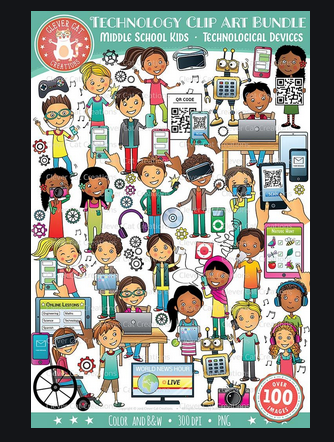 CLEVER CAT
CREATIONS
TECHNOLOGY CLIP ART BUNDLE
MIDDLE SCHOOL KIDS • TECHNOLOGICAL DEVICES
QR CODE
ONLINE LESSONS
WORLD NEWS HOUR
LIVE
OVER
100
IMAGES
COLOR AND B&W • 300 DPI • PNG